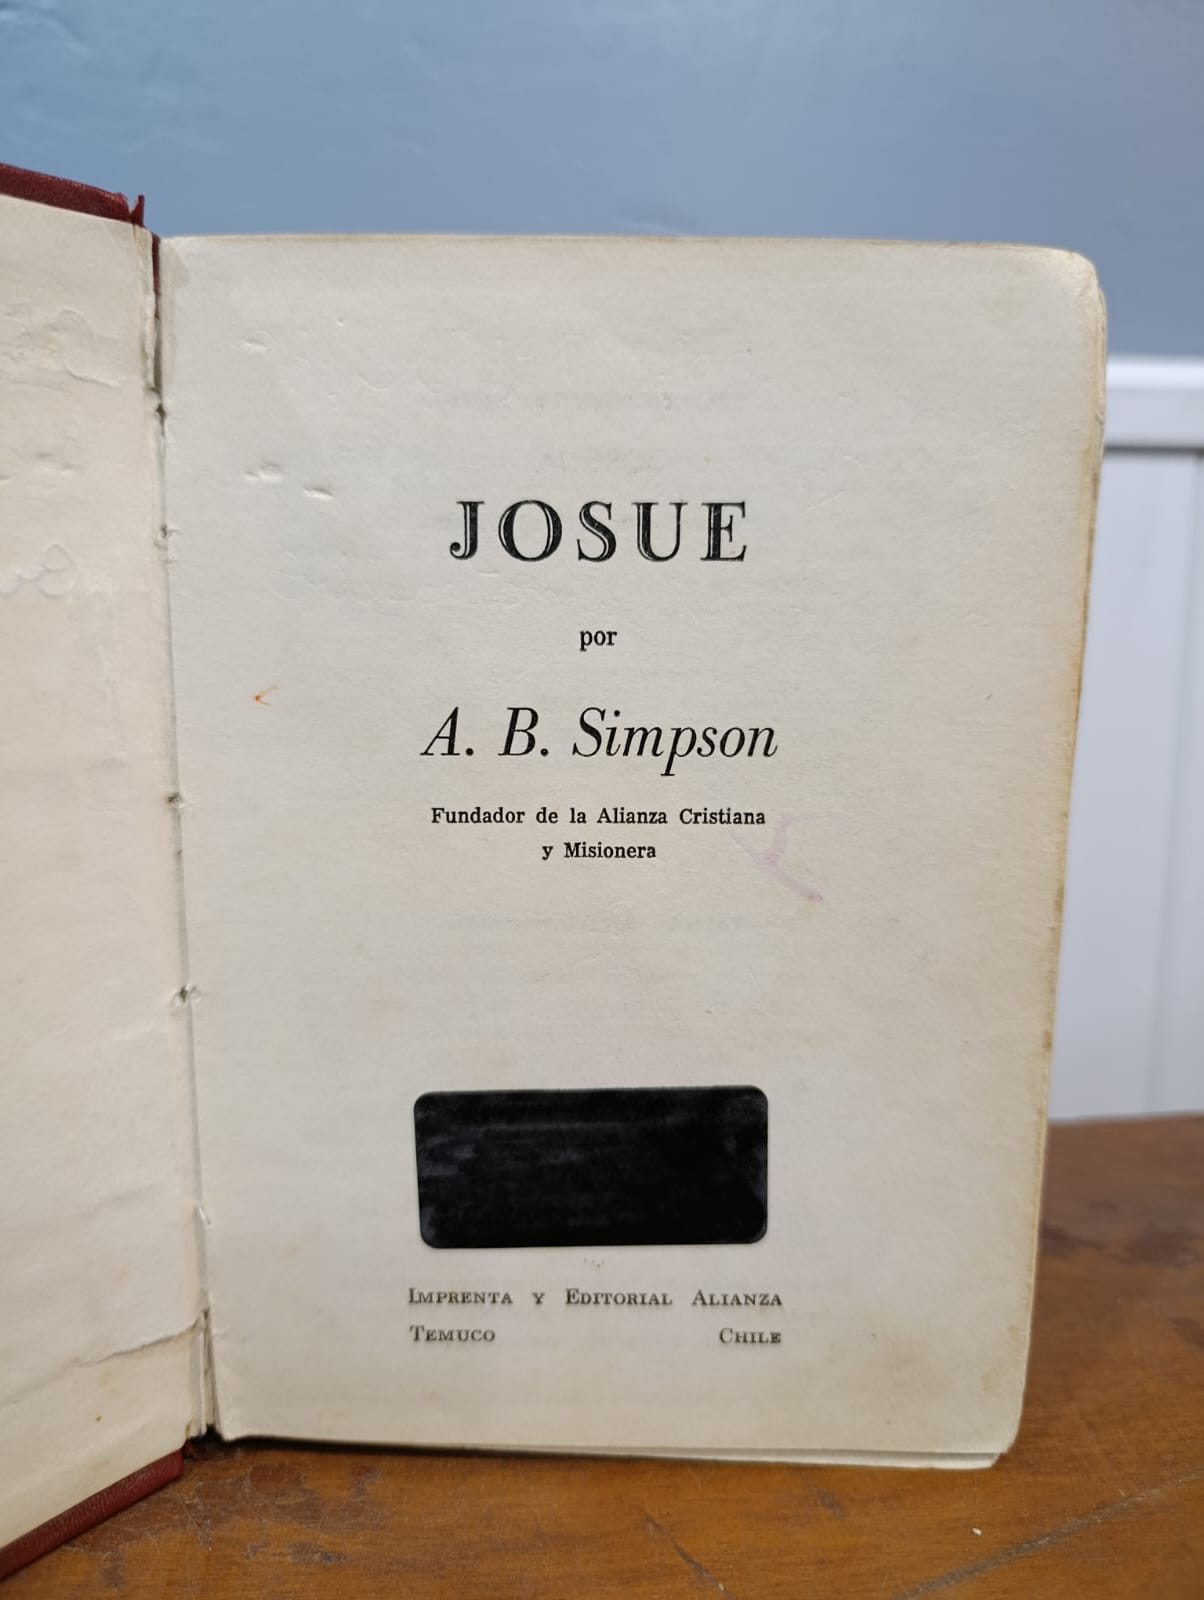 JOSUE
por
A. B. Simpson
Fundador de la Alianza Cristiana
y Misionera
Imprenta y Editorial Alianza
Temuco Chile